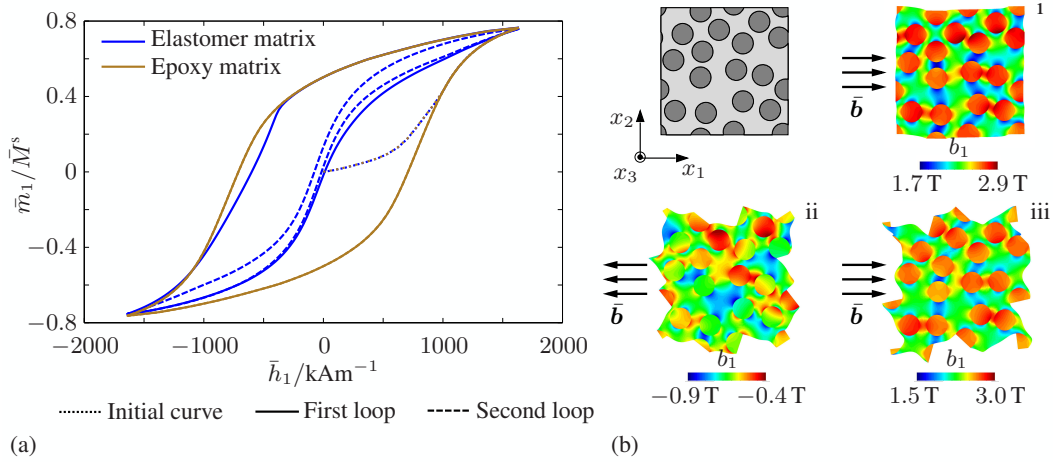 0.8
0.4
0
−0.4
−0.8
m̄₁/M̄ˢ
Elastomer matrix
Epoxy matrix
−2000
−1000
0
1000
2000
h̄₁/kAm⁻¹
Initial curve
First loop
Second loop
(a)
x₂
x₃
x₁
i
b̄
b₁
1.7 T
2.9 T
ii
b̄
b₁
−0.9 T
−0.4 T
iii
b̄
b₁
1.5 T
3.0 T
(b)